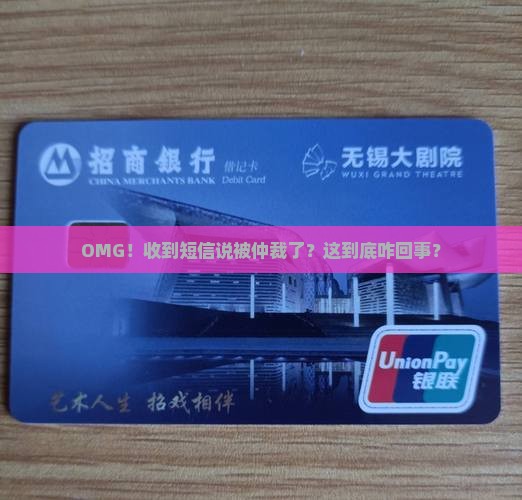 招商銀行 借记卡
CHINA MERCHANTS BANK Debit Card
无锡大剧院
WUXI GRAND THEATRE
OMG！收到短信说被仲裁了？这到底咋回事？
UnionPay
银联
艺术人生 招戏相伴